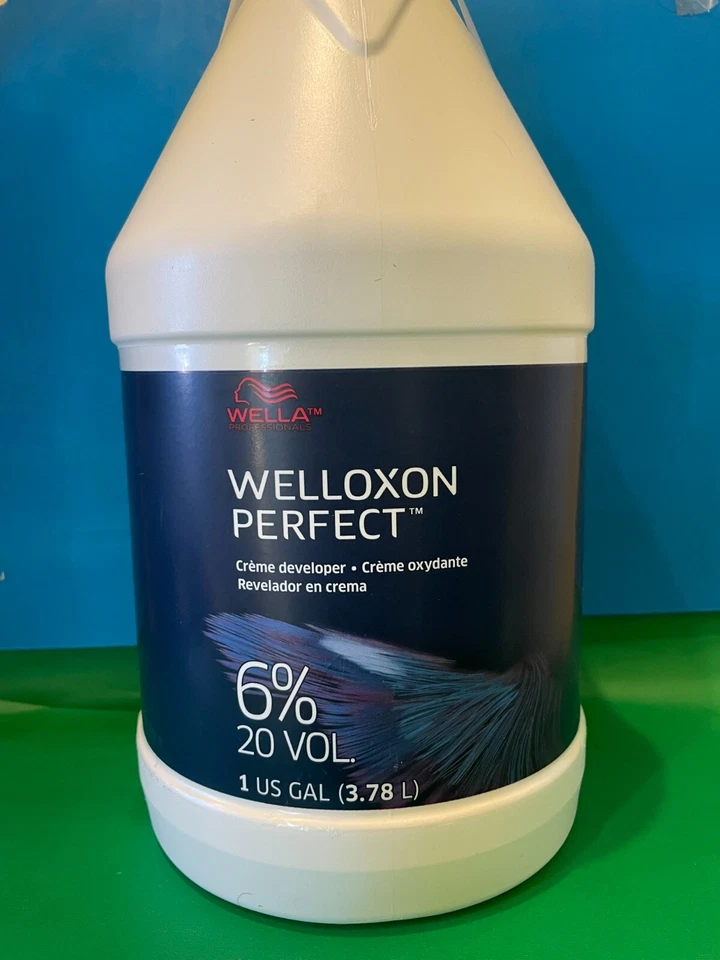 WELLA™
PROFESSIONALS
WELLOXON
PERFECT™
Crème developer • Crème oxydante
Revelador en crema
6%
20 VOL.
1 US GAL (3.78 L)